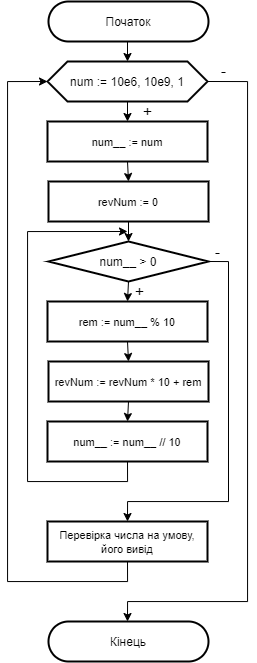 Початок
num := 10e6, 10e9, 1
-
+
num__ := num
revNum := 0
num__ > 0
-
+
rem := num__ % 10
revNum := revNum * 10 + rem
num__ := num__ // 10
Перевірка числа на умову,
його вивід
Кінець